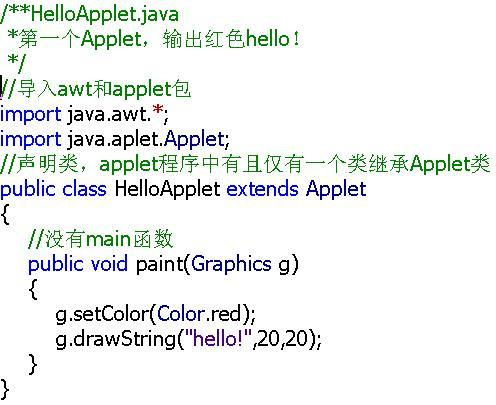 /**HelloApplet.java
*第一个Applet，输出红色hello！
*/
//导入awt和applet包
import java.awt.*;
import java.aplet.Applet;
//声明类，applet程序中有且仅有一个类继承Applet类
public class HelloApplet extends Applet
{
//没有main函数
public void paint(Graphics g)
{
g.setColor(Color.red);
g.drawString("hello!",20,20);
}
}